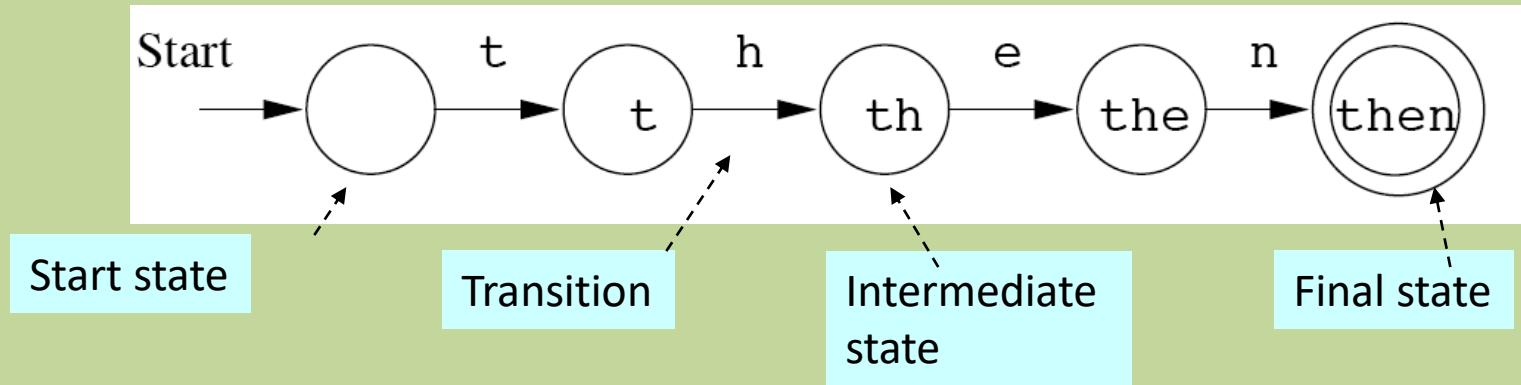 Start t h e n
t th the then
Start state
Transition
Intermediate
state
Final state